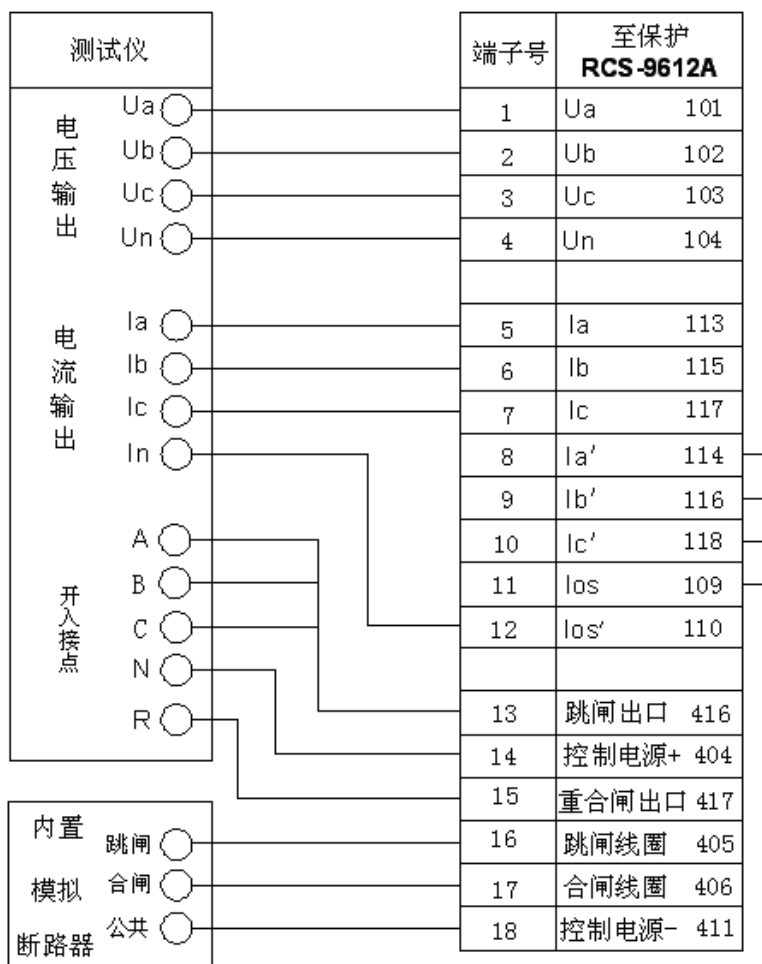 测试仪
电压输出
Ua
Ub
Uc
Un
电流输出
Ia
Ib
Ic
In
开入接点
A
B
C
N
R
内置
模拟
断路器
跳闸
合闸
公共
端子号 至保护
RCS-9612A
1 Ua 101
2 Ub 102
3 Uc 103
4 Un 104
5 Ia 113
6 Ib 115
7 Ic 117
8 Ia' 114
9 Ib' 116
10 Ic' 118
11 Ios 109
12 Ios' 110
13 跳闸出口 416
14 控制电源+ 404
15 重合闸出口 417
16 跳闸线圈 405
17 合闸线圈 406
18 控制电源- 411